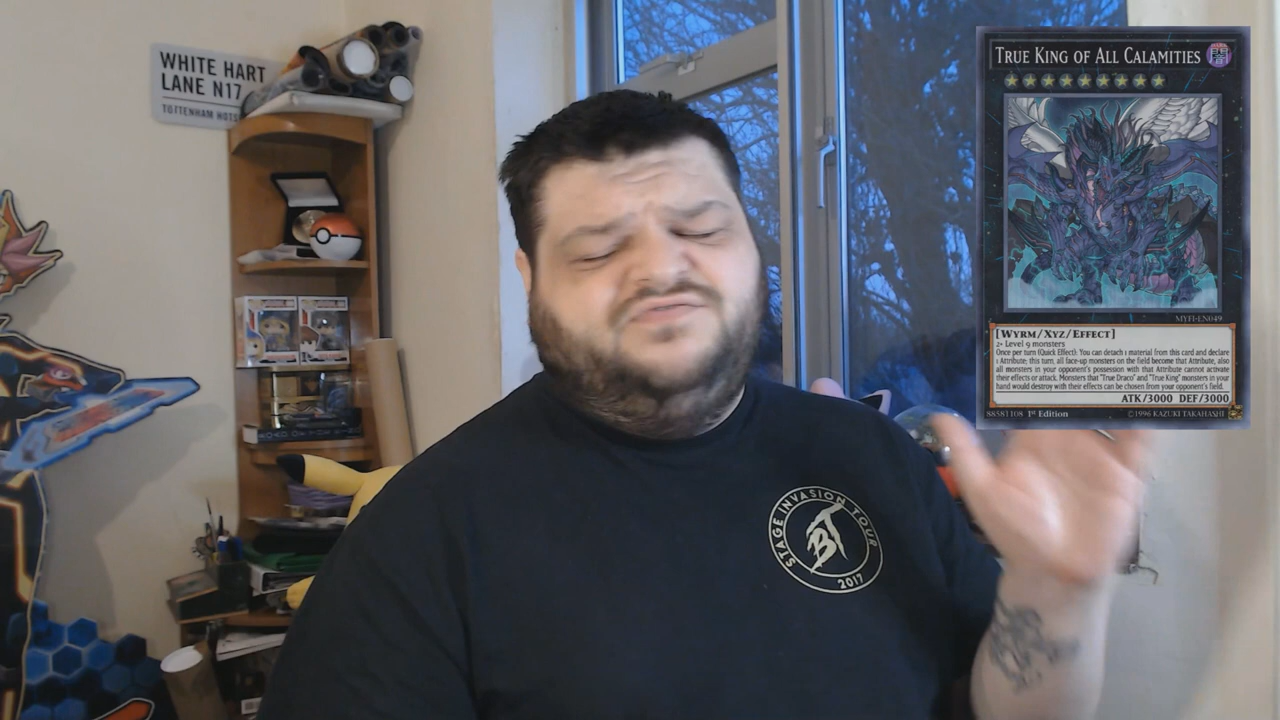 WHITE HART
LANE N17
TOTTENHAM HOTS
STAGE INVASION TOUR
BT
2017
TRUE KING OF ALL CALAMITIES
MYFI-EN049
[WYRM/XYZ/EFFECT]
2+ Level 9 monsters
Once per turn (Quick Effect): You can detach 1 material from this card and declare
1 Attribute; this turn, all face-up monsters on the field become that Attribute, also
all monsters in your opponent's possession with that Attribute cannot activate
their effects or attack. Monsters that "True Draco" and "True King" monsters in your
hand would destroy with their effects can be chosen from your opponent's field.
ATK/3000 DEF/3000
88581108 1st Edition
©1996 KAZUKI TAKAHASHI